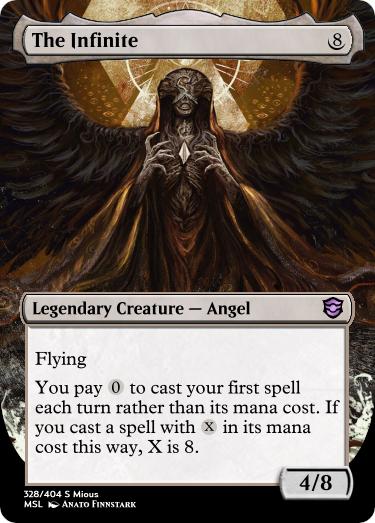 The Infinite 8
Legendary Creature — Angel
Flying
You pay 0 to cast your first spell
each turn rather than its mana cost. If
you cast a spell with X in its mana
cost this way, X is 8.
4/8
328/404 S Mious
MSL Anato Finnstark